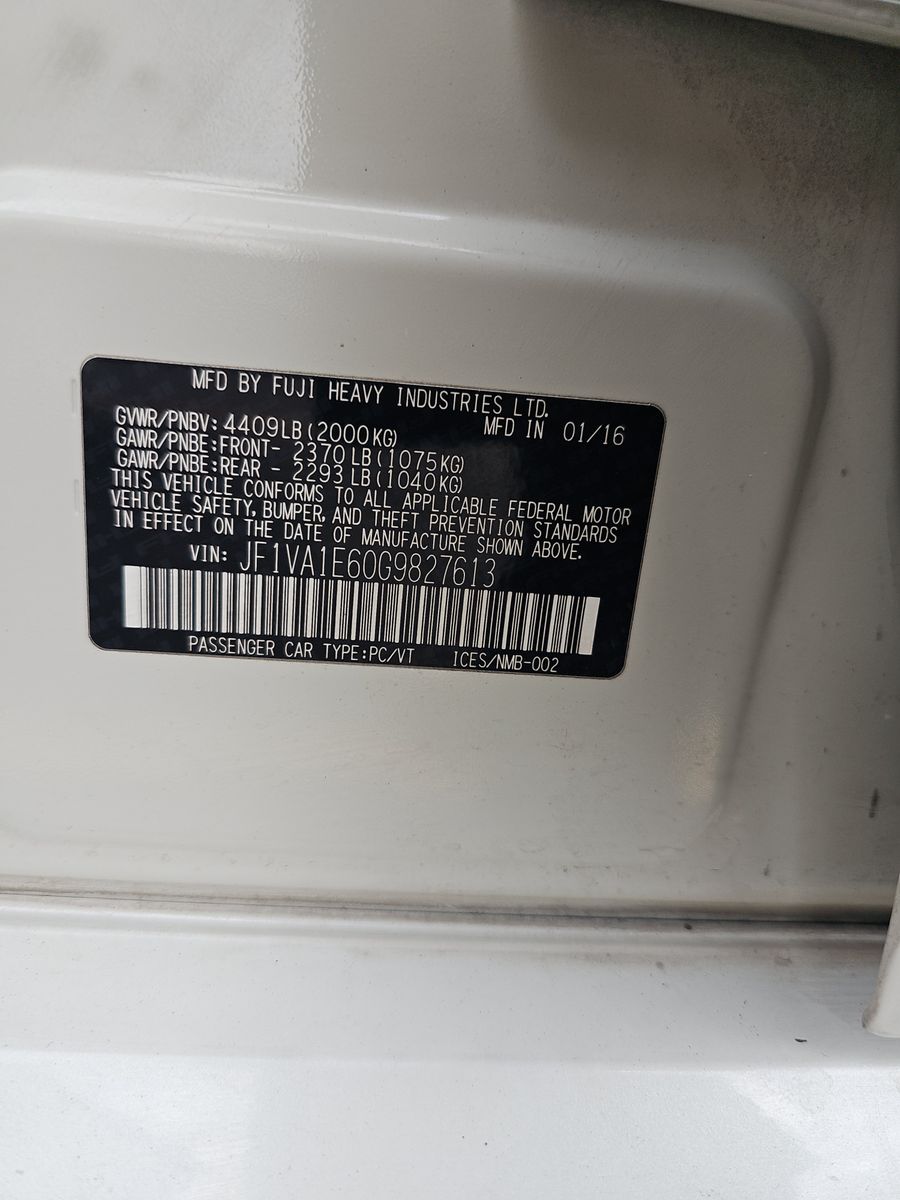 MFD BY FUJI HEAVY INDUSTRIES LTD.
GVWR/PNBV: 4409LB(2000KG) MFD IN 01/16
GAWR/PNBE:FRONT- 2370LB(1075KG)
GAWR/PNBE:REAR - 2293LB(1040KG)
THIS VEHICLE CONFORMS TO ALL APPLICABLE FEDERAL MOTOR
VEHICLE SAFETY, BUMPER, AND THEFT PREVENTION STANDARDS
IN EFFECT ON THE DATE OF MANUFACTURE SHOWN ABOVE.
VIN: JF1VA1E60G9827613
PASSENGER CAR TYPE:PC/VT ICES/NMB-002